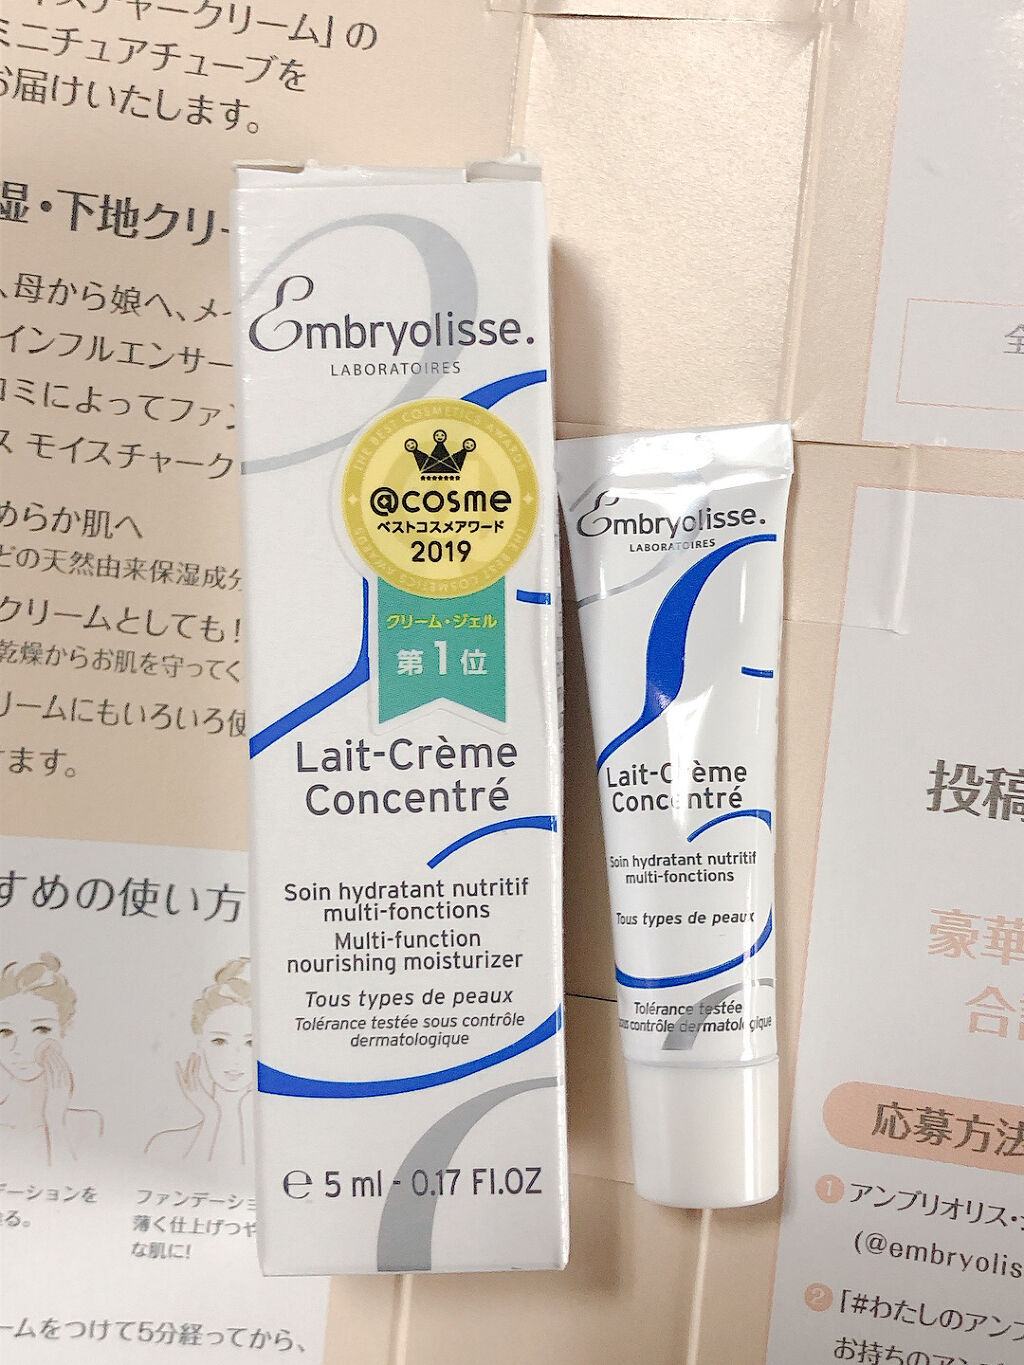 スチャークリーム」の
ミニチュアチューブを
お届けいたします。
湿・下地クリー
、母から娘へ、メー
インフルエンサー
コミによってファン
ス モイスチャーク
めらか肌へ
どの天然由来保湿成分
クリームとしても!
乾燥からお肌を守ってく
リームにもいろいろ使
ます。
すめの使い方
デーションを
る。
ファンデーショ
薄く仕上げつや
な肌に!
ームをつけて5分経ってから、
Embryolisse.
LABORATOIRES
THE BEST COSMETICS AWARDS
@cosme
ベストコスメアワード
2019
クリーム・ジェル
第1位
Lait-Crème
Concentré
Soin hydratant nutritif
multi-fonctions
Multi-function
nourishing moisturizer
Tous types de peaux
Tolérance testée sous contrôle
dermatologique
℮ 5 ml - 0.17 Fl.OZ
Embryolisse.
LABORATOIRES
Lait-Crème
Concentré
Soin hydratant nutritif
multi-fonctions
Tous types de peaux
Tolérance testée
sous contrôle dermatologique
全
投稿
豪華
合
応募方法
1 アンブリオリス・
(@embryolis
2 「#わたしのアンブ
お持ちのアンブ